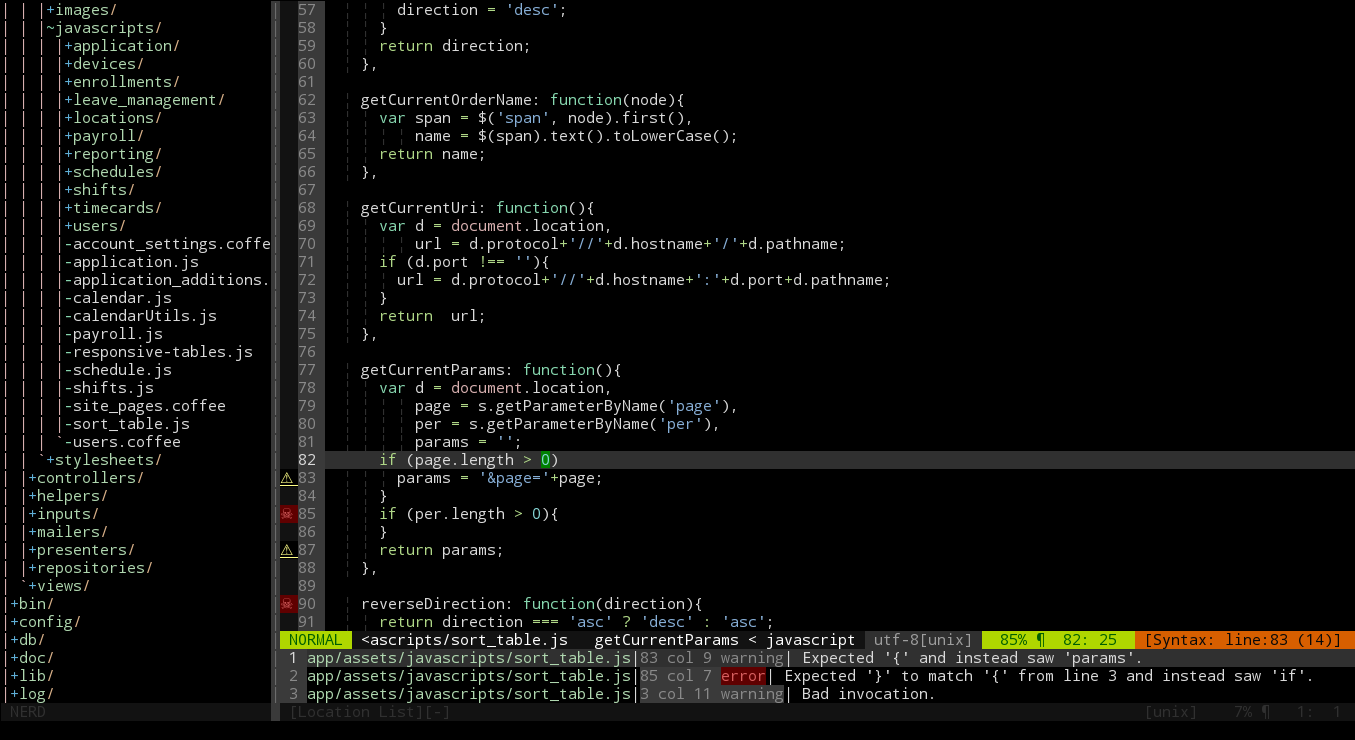 | | |+images/
| | |~javascripts/
| | | |+application/
| | | |+devices/
| | | |+enrollments/
| | | |+leave_management/
| | | |+locations/
| | | |+payroll/
| | | |+reporting/
| | | |+schedules/
| | | |+shifts/
| | | |+timecards/
| | | |+users/
| | | |-account_settings.coffe
| | | |-application.js
| | | |-application_additions.
| | | |-calendar.js
| | | |-calendarUtils.js
| | | |-payroll.js
| | | |-responsive-tables.js
| | | |-schedule.js
| | | |-shifts.js
| | | |-site_pages.coffee
| | | |-sort_table.js
| | | `-users.coffee
| | `+stylesheets/
| |+controllers/
| |+helpers/
| |+inputs/
| |+mailers/
| |+presenters/
| |+repositories/
| `+views/
|+bin/
|+config/
|+db/
|+doc/
|+lib/
|+log/
NERD
57 direction = 'desc';
58 }
59 return direction;
60 },
61
62 getCurrentOrderName: function(node){
63 var span = $('span', node).first(),
64 name = $(span).text().toLowerCase();
65 return name;
66 },
67
68 getCurrentUri: function(){
69 var d = document.location,
70 url = d.protocol+'//'+d.hostname+'/'+d.pathname;
71 if (d.port !== ''){
72 url = d.protocol+'//'+d.hostname+':'+d.port+d.pathname;
73 }
74 return  url;
75 },
76
77 getCurrentParams: function(){
78 var d = document.location,
79 page = s.getParameterByName('page'),
80 per = s.getParameterByName('per'),
81 params = '';
82 if (page.length > 0)
⚠ 83 params = '&page='+page;
84 }
☠ 85 if (per.length > 0){
86 }
⚠ 87 return params;
88 },
89
☠ 90 reverseDirection: function(direction){
91 return direction === 'asc' ? 'desc' : 'asc';
NORMAL <ascripts/sort_table.js getCurrentParams < javascript utf-8[unix] 85% ¶ 82: 25 [Syntax: line:83 (14)]
1 app/assets/javascripts/sort_table.js|83 col 9 warning| Expected '{' and instead saw 'params'.
2 app/assets/javascripts/sort_table.js|85 col 7 error| Expected '}' to match '{' from line 3 and instead saw 'if'.
3 app/assets/javascripts/sort_table.js|3 col 11 warning| Bad invocation.
[Location List][-] [unix] 7% ¶ 1: 1